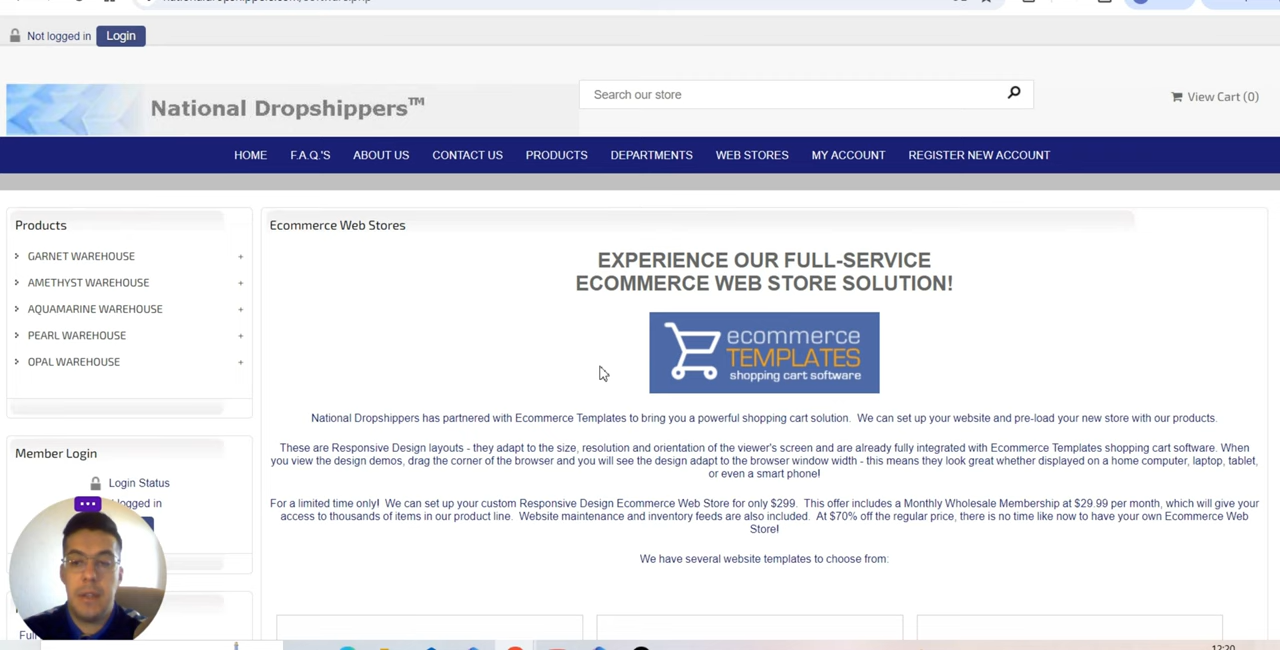 Not logged in Login
National Dropshippers™
Search our store
View Cart (0)
HOME F.A.Q.'S ABOUT US CONTACT US PRODUCTS DEPARTMENTS WEB STORES MY ACCOUNT REGISTER NEW ACCOUNT
Products
GARNET WAREHOUSE +
AMETHYST WAREHOUSE +
AQUAMARINE WAREHOUSE +
PEARL WAREHOUSE +
OPAL WAREHOUSE +
Member Login
Login Status
logged in
Full
Ecommerce Web Stores
EXPERIENCE OUR FULL-SERVICE
ECOMMERCE WEB STORE SOLUTION!
ecommerce
TEMPLATES
shopping cart software
National Dropshippers has partnered with Ecommerce Templates to bring you a powerful shopping cart solution. We can set up your website and pre-load your new store with our products.
These are Responsive Design layouts - they adapt to the size, resolution and orientation of the viewer's screen and are already fully integrated with Ecommerce Templates shopping cart software. When
you view the design demos, drag the corner of the browser and you will see the design adapt to the browser window width - this means they look great whether displayed on a home computer, laptop, tablet,
or even a smart phone!
For a limited time only! We can set up your custom Responsive Design Ecommerce Web Store for only $299. This offer includes a Monthly Wholesale Membership at $29.99 per month, which will give your
access to thousands of items in our product line. Website maintenance and inventory feeds are also included. At $70% off the regular price, there is no time like now to have your own Ecommerce Web
Store!
We have several website templates to choose from:
12:20